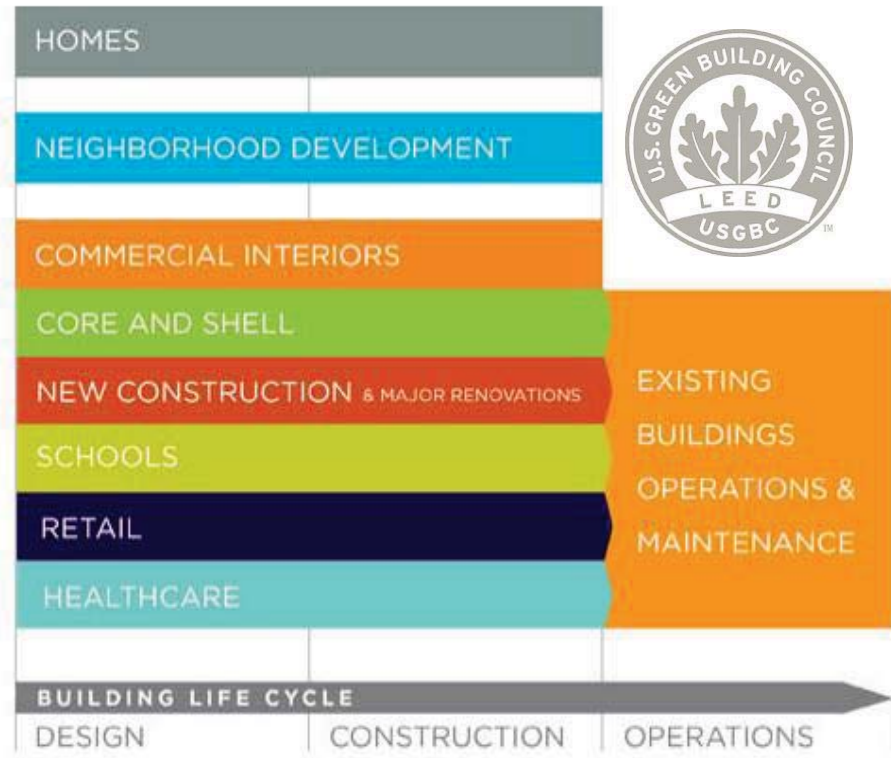 HOMES
U.S. GREEN BUILDING COUNCIL
LEED
USGBC
TM
NEIGHBORHOOD DEVELOPMENT
COMMERCIAL INTERIORS
CORE AND SHELL
NEW CONSTRUCTION & MAJOR RENOVATIONS
SCHOOLS
RETAIL
HEALTHCARE
EXISTING
BUILDINGS
OPERATIONS &
MAINTENANCE
BUILDING LIFE CYCLE
DESIGN
CONSTRUCTION
OPERATIONS